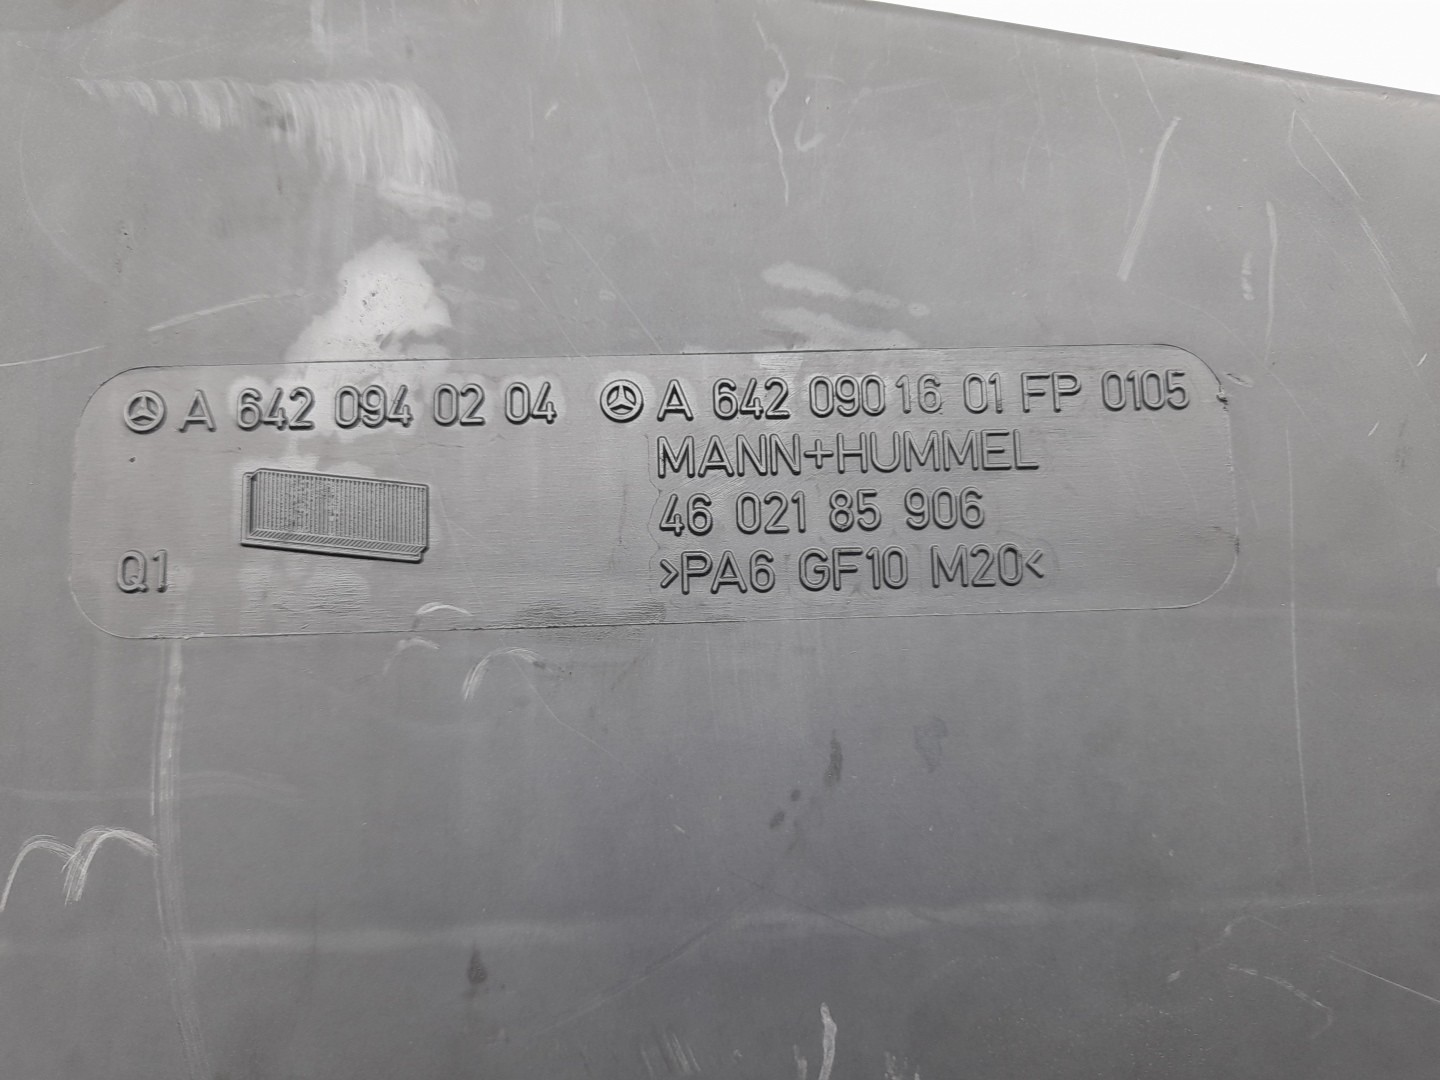 A 642 094 02 04 A 642 090 16 01 FP 0105
MANN+HUMMEL
46 021 85 906
Q1 >PA6 GF10 M20<